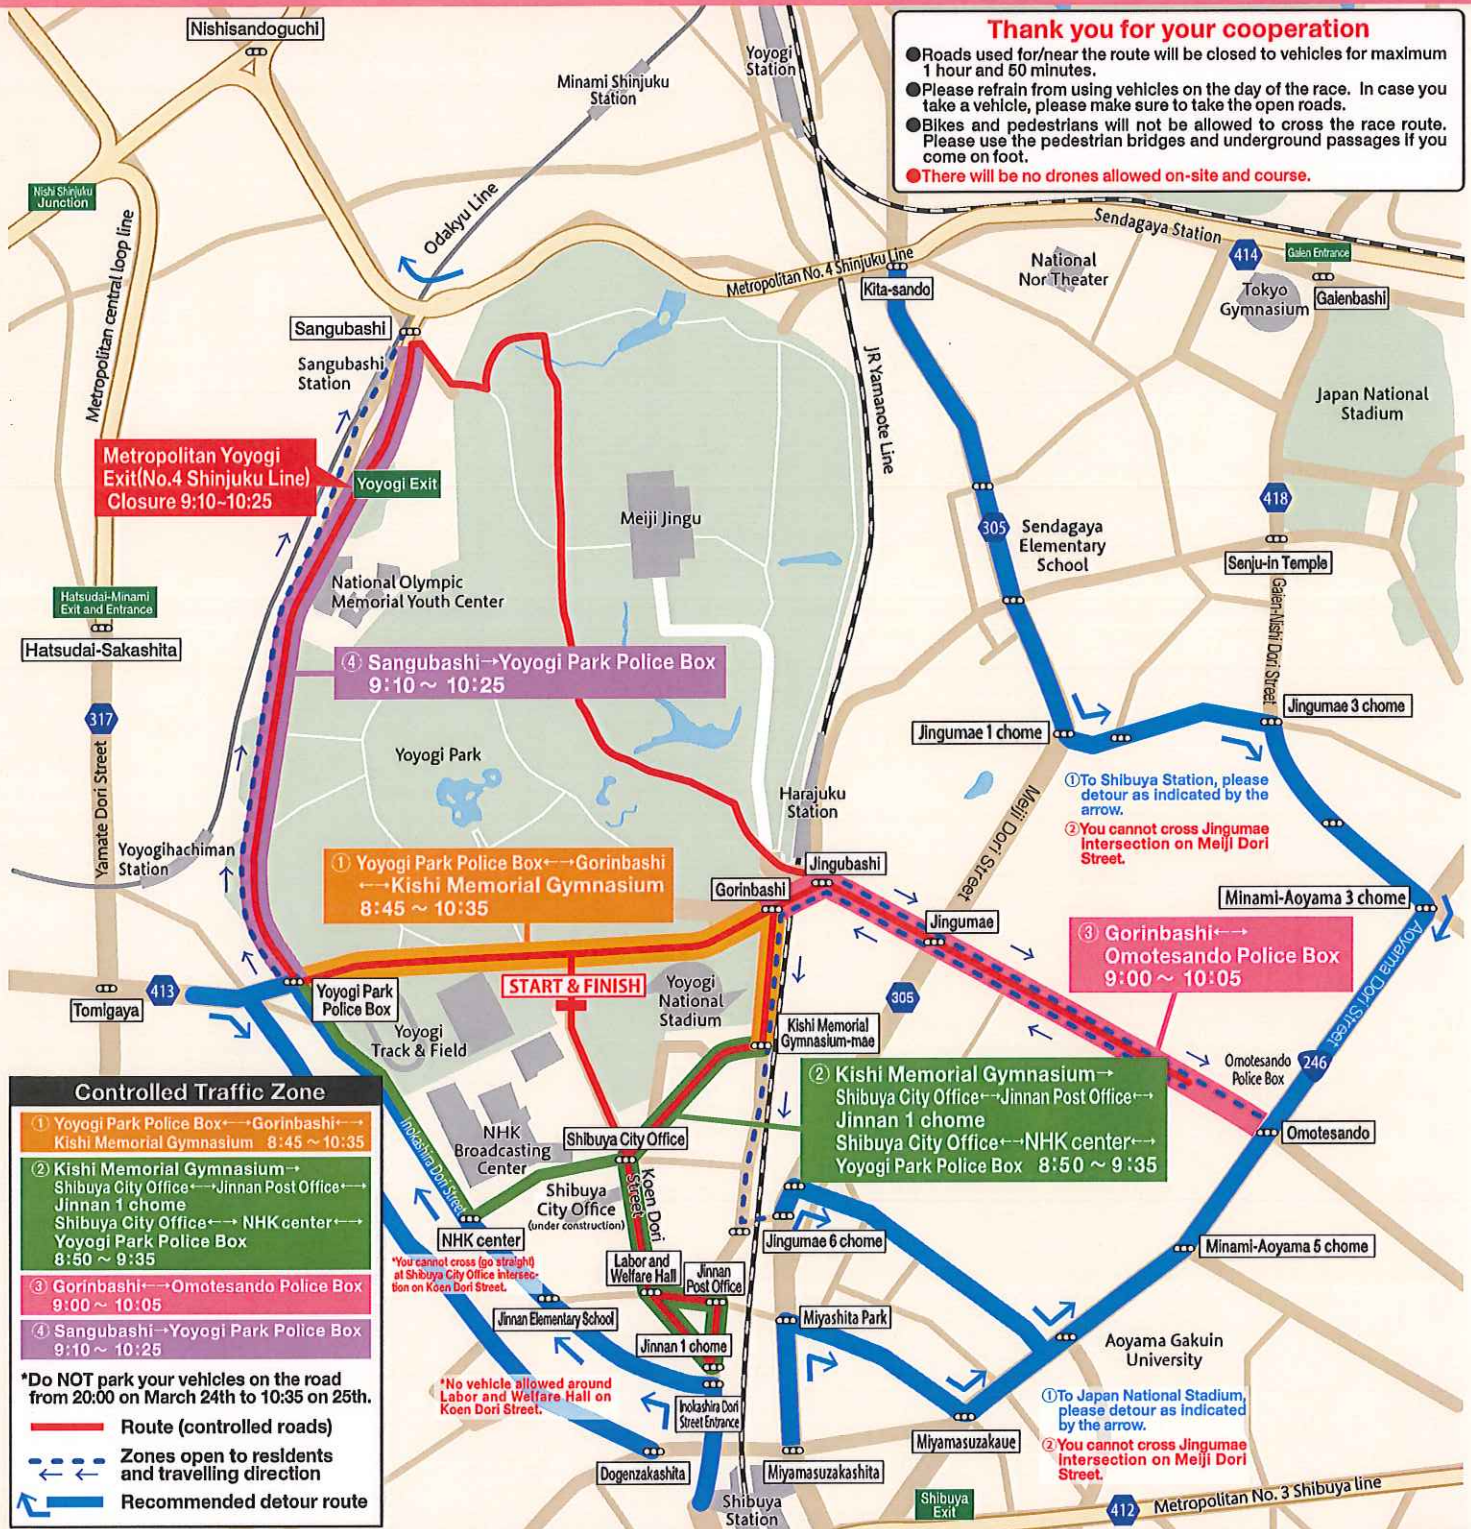 Thank you for your cooperation
●Roads used for/near the route will be closed to vehicles for maximum
1 hour and 50 minutes.
●Please refrain from using vehicles on the day of the race. In case you
take a vehicle, please make sure to take the open roads.
●Bikes and pedestrians will not be allowed to cross the race route.
Please use the pedestrian bridges and underground passages if you
come on foot.
●There will be no drones allowed on-site and course.
Nishisandoguchi
Minami Shinjuku
Station
Yoyogi
Station
Nishi Shinjuku
Junction
Metropolitan central loop line
Odakyu Line
Metropolitan No. 4 Shinjuku Line
Sendagaya Station
Kita-sando
National
Nor Theater
414
Galen Entrance
Tokyo
Gymnasium
Galenbashi
Sangubashi
Sangubashi
Station
JR Yamanote Line
Japan National
Stadium
Metropolitan Yoyogi
Exit(No.4 Shinjuku Line)
Closure 9:10~10:25
Yoyogi Exit
Meiji Jingu
305
Sendagaya
Elementary
School
418
Senju-in Temple
Gaien-Nishi Dori Street
National Olympic
Memorial Youth Center
Hatsudai-Minami
Exit and Entrance
Hatsudai-Sakashita
④ Sangubashi→Yoyogi Park Police Box
9:10～10:25
317
Yamate Dori Street
Yoyogi Park
Jingumae 1 chome
Jingumae 3 chome
Harajuku
Station
Meiji Dori Street
①To Shibuya Station, please
detour as indicated by the
arrow.
②You cannot cross Jingumae
Intersection on Meiji Dori
Street.
Yoyogihachiman
Station
① Yoyogi Park Police Box←→Gorinbashi
←→Kishi Memorial Gymnasium
8:45～10:35
Jingubashi
Gorinbashi
Jingumae
Minami-Aoyama 3 chome
Aoyama Dori Street
③ Gorinbashi←→
Omotesando Police Box
9:00～10:05
413
Tomigaya
Yoyogi Park
Police Box
START & FINISH
Yoyogi
National
Stadium
305
Kishi Memorial
Gymnasium-mae
Yoyogi
Track & Field
Omotesando
Police Box
246
Omotesando
② Kishi Memorial Gymnasium→
Shibuya City Office←→Jinnan Post Office←→
Jinnan 1 chome
Shibuya City Office←→NHK center←→
Yoyogi Park Police Box 8:50～9:35
Inokashira Dori Street
NHK
Broadcasting
Center
Shibuya City Office
Koen Dori
Street
Shibuya
City Office
(under construction)
NHK center
*You cannot cross (go straight)
at Shibuya City Office intersec-
tion on Koen Dori Street.
Jingumae 6 chome
Minami-Aoyama 5 chome
Labor and
Welfare Hall
Jinnan
Post Office
Jinnan Elementary School
Jinnan 1 chome
Miyashita Park
Aoyama Gakuin
University
*No vehicle allowed around
Labor and Welfare Hall on
Koen Dori Street.
Inokashira Dori
Street Entrance
①To Japan National Stadium,
please detour as indicated
by the arrow.
②You cannot cross Jingumae
Intersection on Meiji Dori
Street.
Dogenzakashita
Miyamasuzakashita
Miyamasuzakaue
Shibuya
Station
Shibuya
Exit
412
Metropolitan No. 3 Shibuya line
Controlled Traffic Zone
① Yoyogi Park Police Box←→Gorinbashi←→
Kishi Memorial Gymnasium 8:45～10:35
② Kishi Memorial Gymnasium→
Shibuya City Office←→Jinnan Post Office←→
Jinnan 1 chome
Shibuya City Office←→ NHK center←→
Yoyogi Park Police Box
8:50～9:35
③ Gorinbashi←→Omotesando Police Box
9:00～10:05
④ Sangubashi→Yoyogi Park Police Box
9:10～10:25
*Do NOT park your vehicles on the road
from 20:00 on March 24th to 10:35 on 25th.
Route (controlled roads)
Zones open to residents
and travelling direction
Recommended detour route